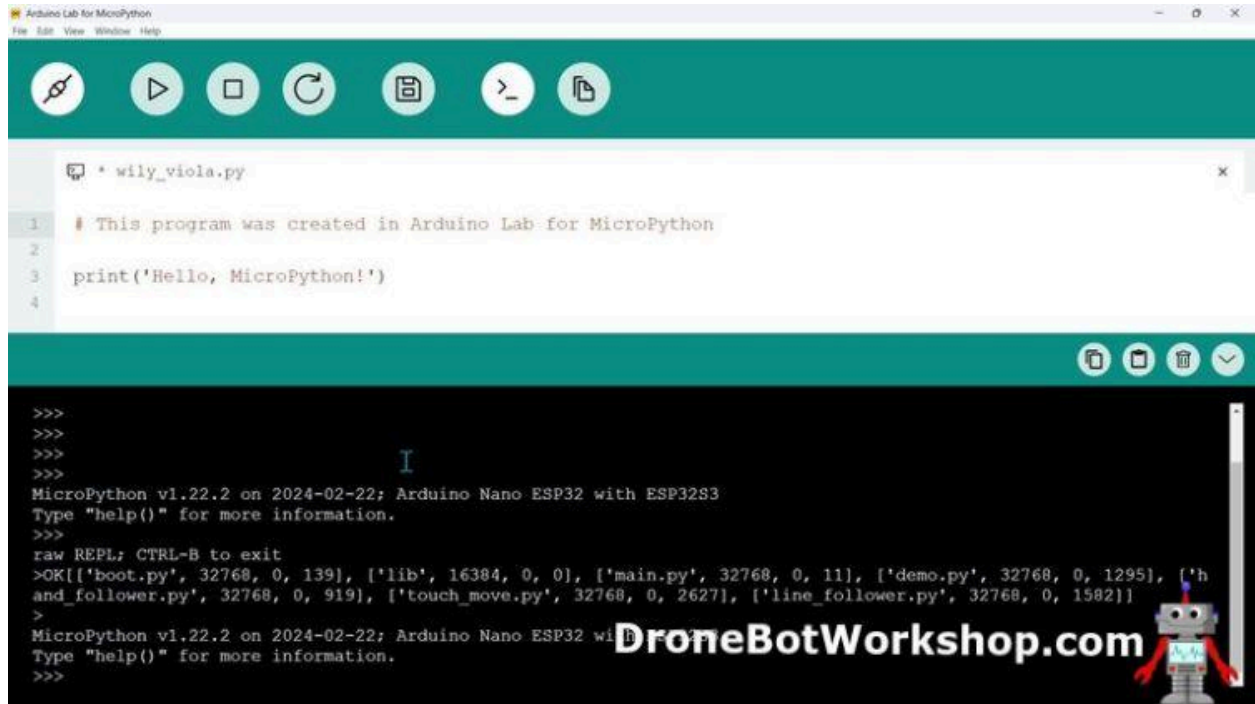 Arduino Lab for MicroPython
File Edit View Window Help
* wily_viola.py
1 # This program was created in Arduino Lab for MicroPython
2
3 print('Hello, MicroPython!')
4
>>>
>>>
>>>
>>>
MicroPython v1.22.2 on 2024-02-22; Arduino Nano ESP32 with ESP32S3
Type "help()" for more information.
>>>
raw REPL; CTRL-B to exit
>OK[['boot.py', 32768, 0, 139], ['lib', 16384, 0, 0], ['main.py', 32768, 0, 11], ['demo.py', 32768, 0, 1295], ['h
and_follower.py', 32768, 0, 919], ['touch_move.py', 32768, 0, 2627], ['line_follower.py', 32768, 0, 1582]]
>
MicroPython v1.22.2 on 2024-02-22; Arduino Nano ESP32
DroneBotWorkshop.com
Type "help()" for more information.
>>>